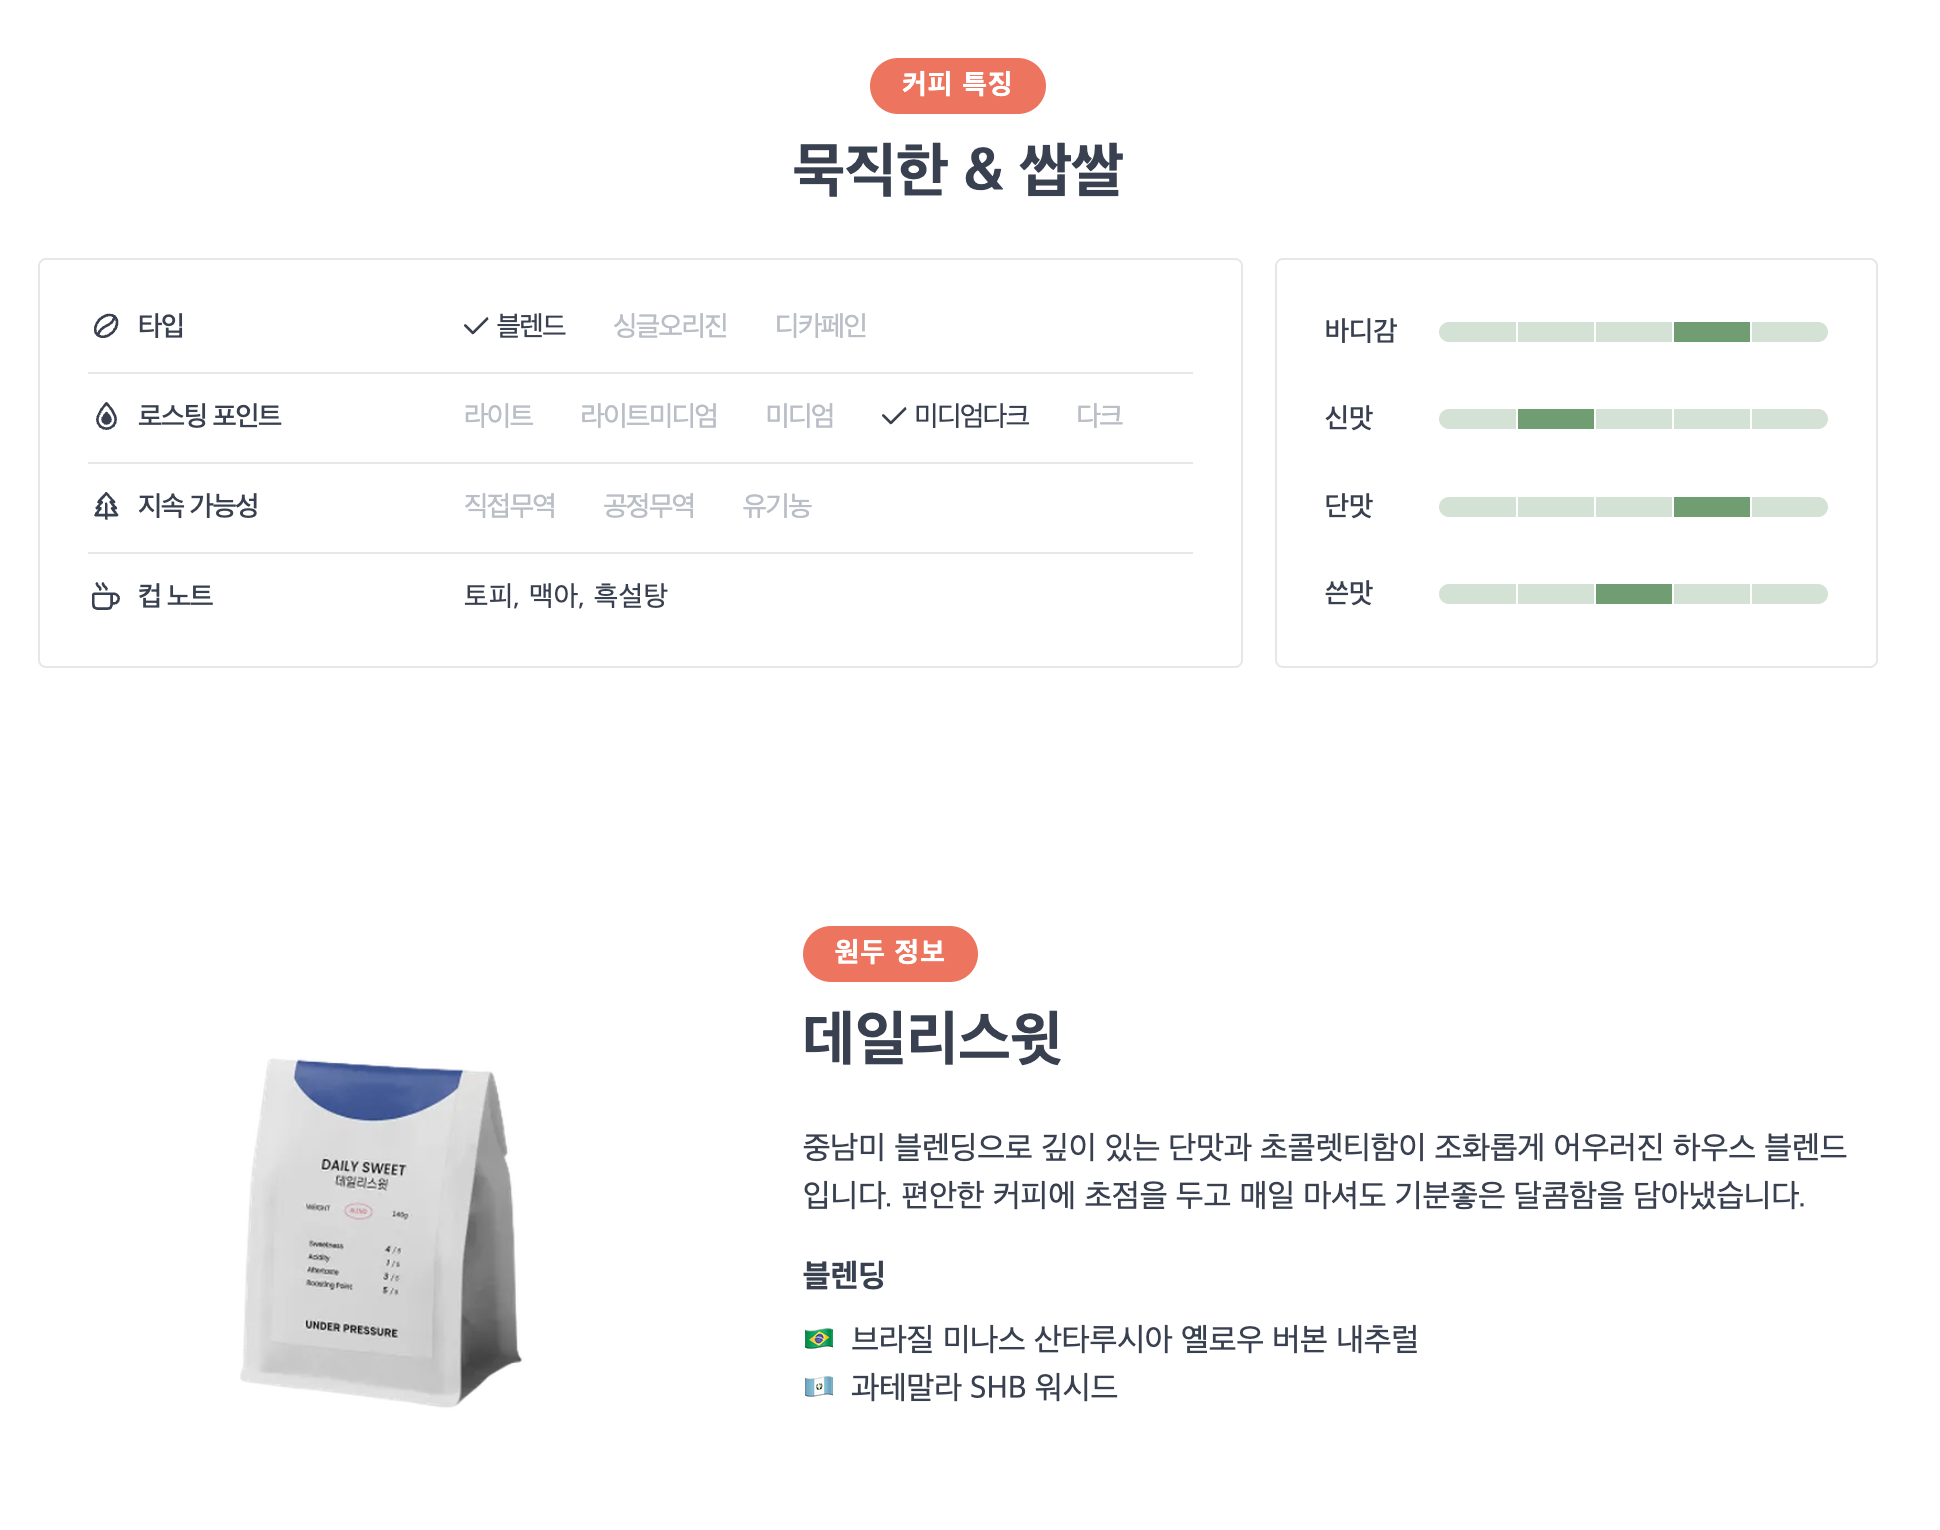 커피 특징
묵직한 & 쌉쌀
타입 블렌드 싱글오리진 디카페인
로스팅 포인트 라이트 라이트미디엄 미디엄 미디엄다크 다크
지속 가능성 직접무역 공정무역 유기농
컵 노트 토피, 맥아, 흑설탕
바디감
신맛
단맛
쓴맛
원두 정보
데일리스윗
중남미 블렌딩으로 깊이 있는 단맛과 초콜렛티함이 조화롭게 어우러진 하우스 블렌드
입니다. 편안한 커피에 초점을 두고 매일 마셔도 기분좋은 달콤함을 담아냈습니다.
블렌딩
브라질 미나스 산타루시아 옐로우 버본 내추럴
과테말라 SHB 워시드
DAILY SWEET
데일리스윗
WEIGHT 140g
Sweetness 4 / 5
Acidity 1 / 5
Aftertaste 3 / 5
Roasting Point 5 / 5
UNDER PRESSURE